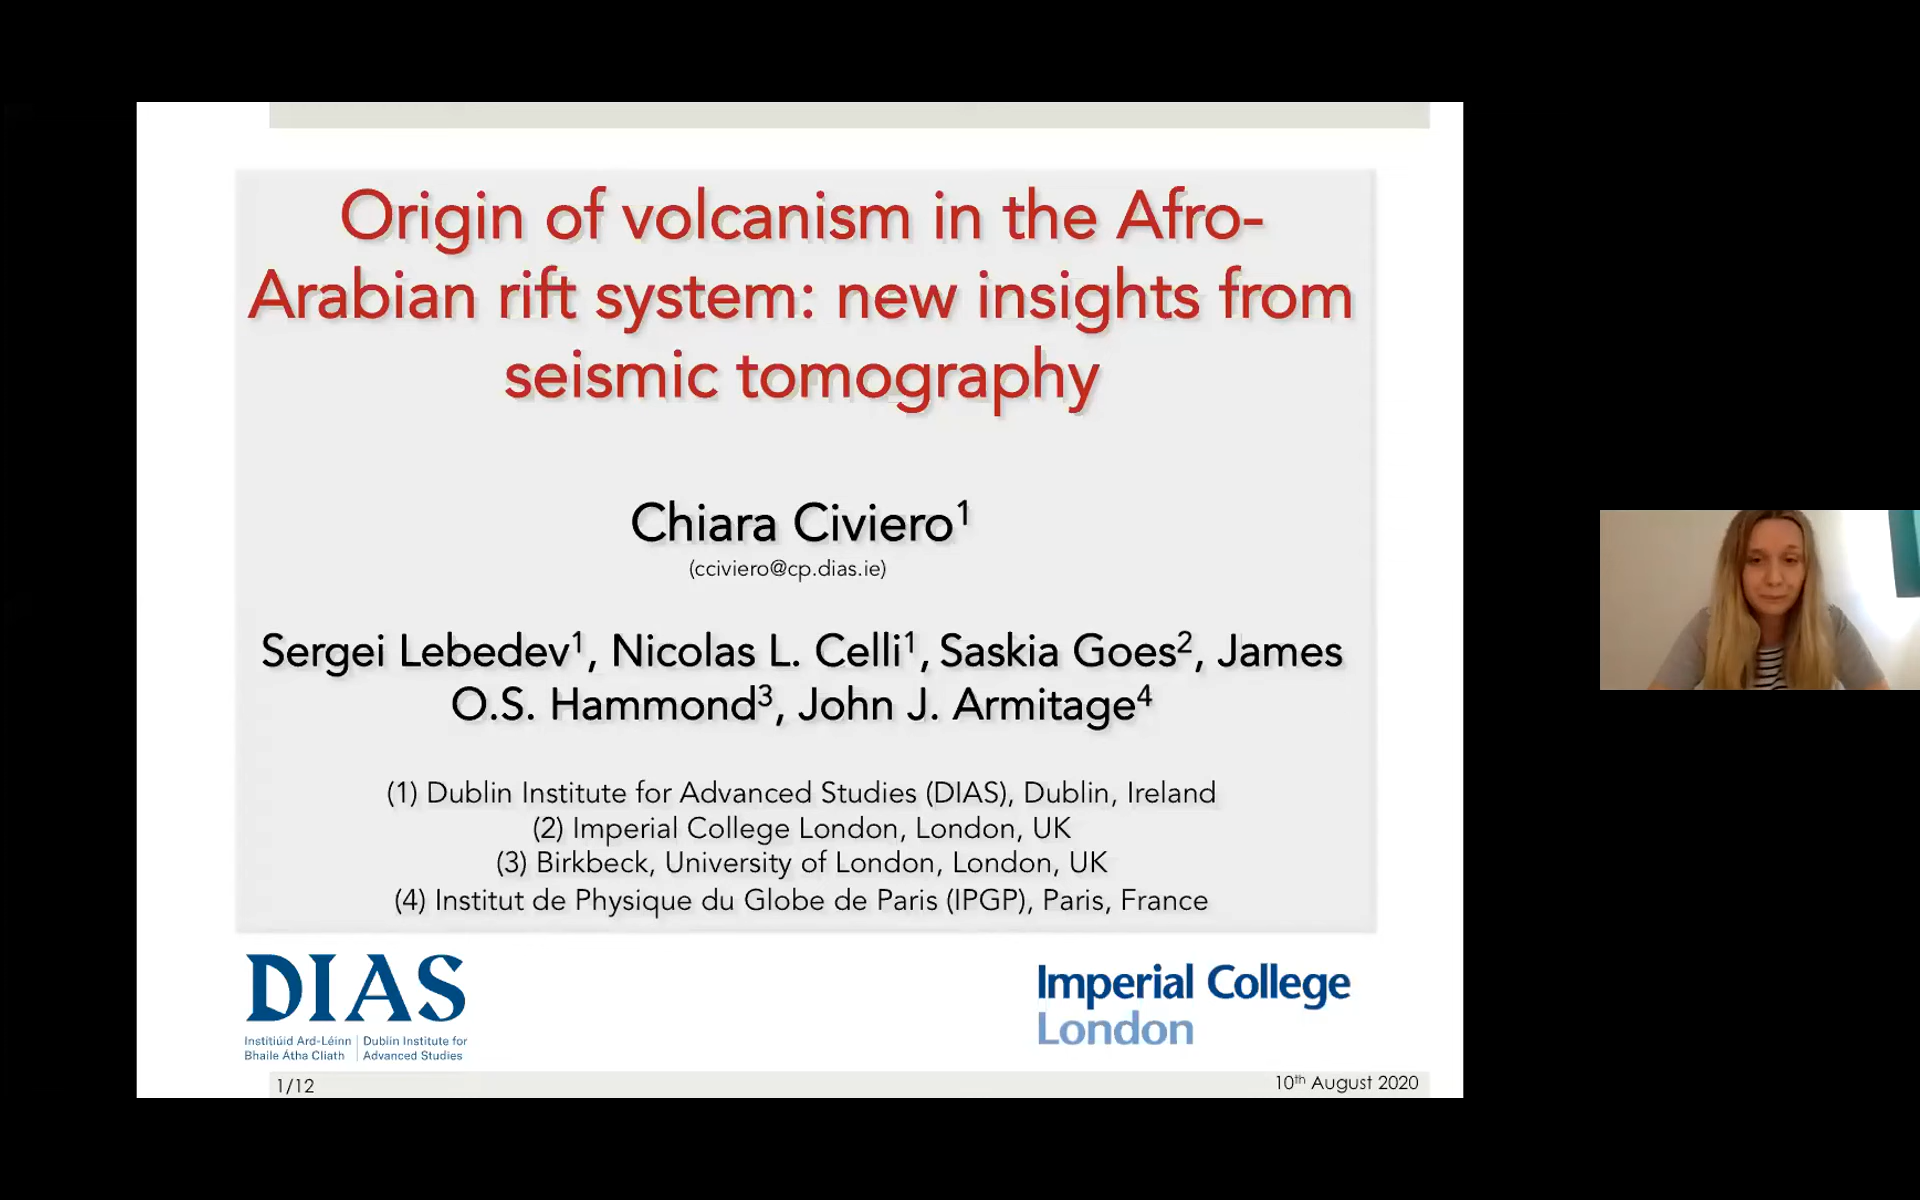 Origin of volcanism in the Afro-
Arabian rift system: new insights from
seismic tomography
Chiara Civiero¹
(cciviero@cp.dias.ie)
Sergei Lebedev¹, Nicolas L. Celli¹, Saskia Goes², James
O.S. Hammond³, John J. Armitage⁴
(1) Dublin Institute for Advanced Studies (DIAS), Dublin, Ireland
(2) Imperial College London, London, UK
(3) Birkbeck, University of London, London, UK
(4) Institut de Physique du Globe de Paris (IPGP), Paris, France
DIAS
Institiúid Ard-Léinn
Bhaile Átha Cliath
Dublin Institute for
Advanced Studies
Imperial College
London
1/12
10th August 2020